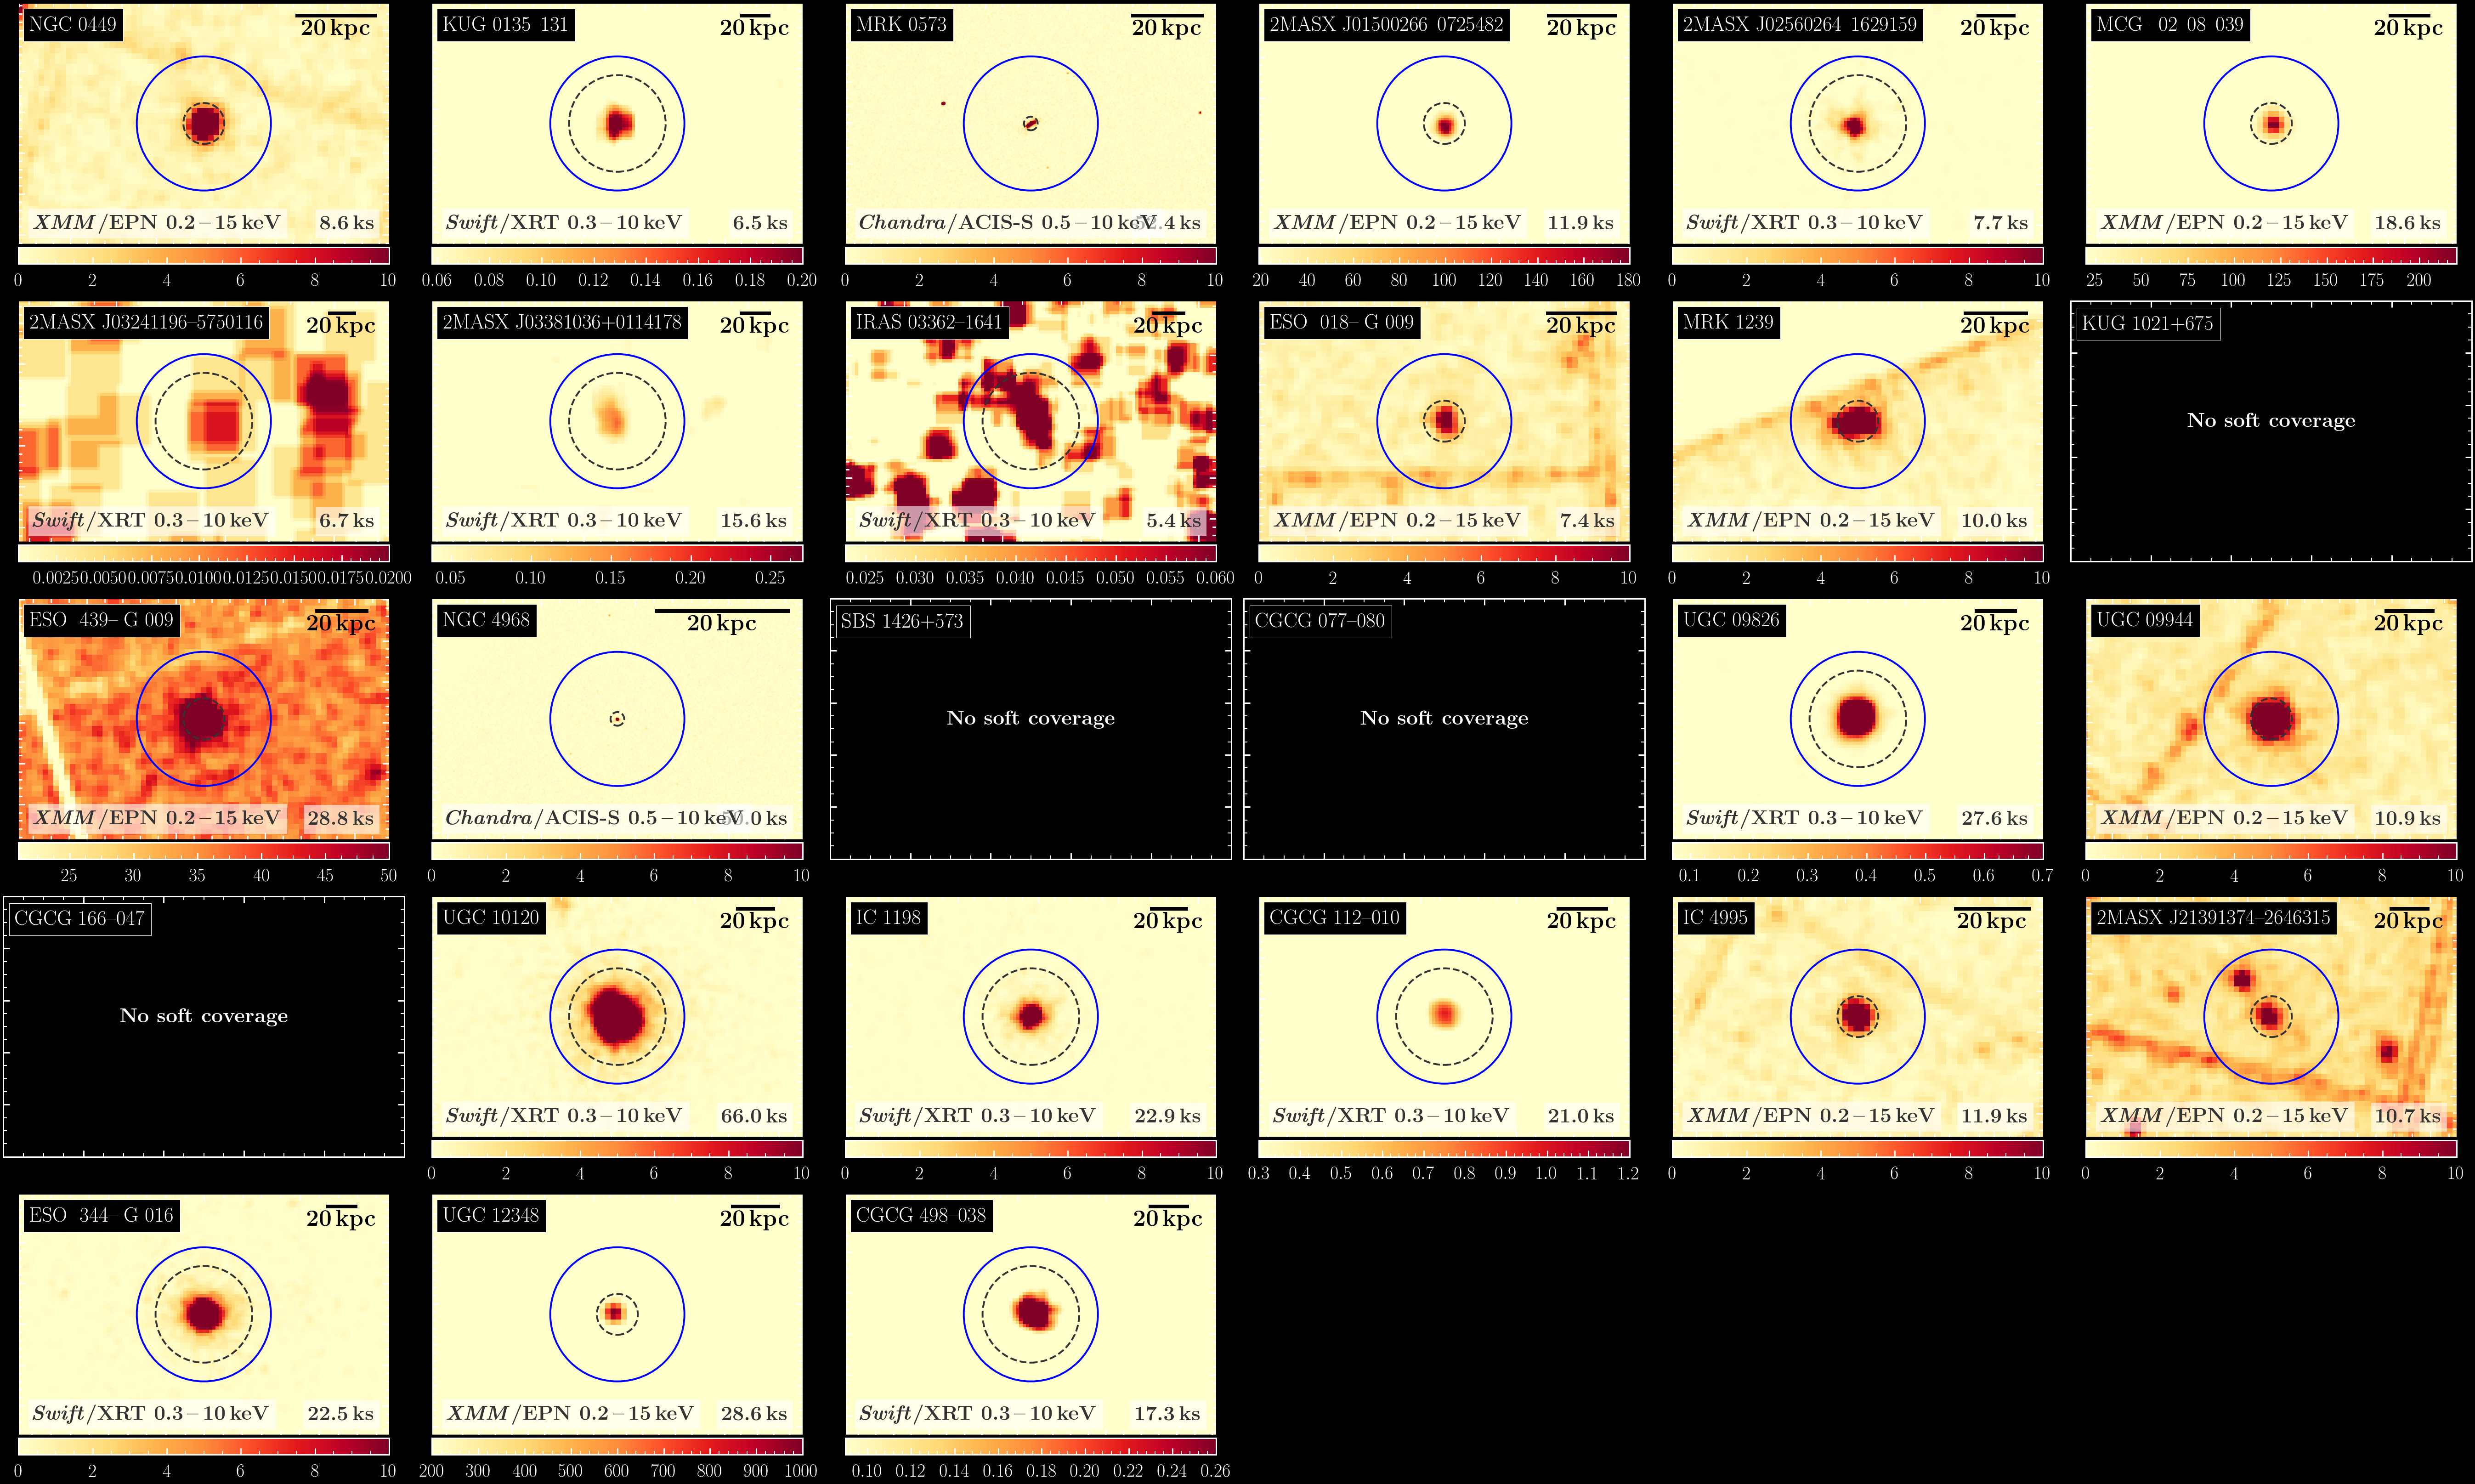 NGC 0449
20 kpc
XMM/EPN 0.2 – 15 keV
8.6 ks
0 2 4 6 8 10
KUG 0135–131
20 kpc
Swift/XRT 0.3 – 10 keV
6.5 ks
0.06 0.08 0.10 0.12 0.14 0.16 0.18 0.20
MRK 0573
20 kpc
Chandra/ACIS-S 0.5 – 10 keV
.4 ks
0 2 4 6 8 10
2MASX J01500266–0725482
20 kpc
XMM/EPN 0.2 – 15 keV
11.9 ks
20 40 60 80 100 120 140 160 180
2MASX J02560264–1629159
20 kpc
Swift/XRT 0.3 – 10 keV
7.7 ks
0 2 4 6 8 10
MCG –02–08–039
20 kpc
XMM/EPN 0.2 – 15 keV
18.6 ks
25 50 75 100 125 150 175 200
2MASX J03241196–5750116
20 kpc
Swift/XRT 0.3 – 10 keV
6.7 ks
0.0025 0.0050 0.0075 0.0100 0.0125 0.0150 0.0175 0.0200
2MASX J03381036+0114178
20 kpc
Swift/XRT 0.3 – 10 keV
15.6 ks
0.05 0.10 0.15 0.20 0.25
IRAS 03362–1641
20 kpc
Swift/XRT 0.3 – 10 keV
5.4 ks
0.025 0.030 0.035 0.040 0.045 0.050 0.055 0.060
ESO 018– G 009
20 kpc
XMM/EPN 0.2 – 15 keV
7.4 ks
0 2 4 6 8 10
MRK 1239
20 kpc
XMM/EPN 0.2 – 15 keV
10.0 ks
0 2 4 6 8 10
KUG 1021+675
No soft coverage
ESO 439– G 009
20 kpc
XMM/EPN 0.2 – 15 keV
28.8 ks
25 30 35 40 45 50
NGC 4968
20 kpc
Chandra/ACIS-S 0.5 – 10 keV
.0 ks
0 2 4 6 8 10
SBS 1426+573
No soft coverage
CGCG 077–080
No soft coverage
UGC 09826
20 kpc
Swift/XRT 0.3 – 10 keV
27.6 ks
0.1 0.2 0.3 0.4 0.5 0.6 0.7
UGC 09944
20 kpc
XMM/EPN 0.2 – 15 keV
10.9 ks
0 2 4 6 8 10
CGCG 166–047
No soft coverage
UGC 10120
20 kpc
Swift/XRT 0.3 – 10 keV
66.0 ks
0 2 4 6 8 10
IC 1198
20 kpc
Swift/XRT 0.3 – 10 keV
22.9 ks
0 2 4 6 8 10
CGCG 112–010
20 kpc
Swift/XRT 0.3 – 10 keV
21.0 ks
0.3 0.4 0.5 0.6 0.7 0.8 0.9 1.0 1.1 1.2
IC 4995
20 kpc
XMM/EPN 0.2 – 15 keV
11.9 ks
0 2 4 6 8 10
2MASX J21391374–2646315
20 kpc
XMM/EPN 0.2 – 15 keV
10.7 ks
0 2 4 6 8 10
ESO 344– G 016
20 kpc
Swift/XRT 0.3 – 10 keV
22.5 ks
0 2 4 6 8 10
UGC 12348
20 kpc
XMM/EPN 0.2 – 15 keV
28.6 ks
200 300 400 500 600 700 800 900 1000
CGCG 498–038
20 kpc
Swift/XRT 0.3 – 10 keV
17.3 ks
0.10 0.12 0.14 0.16 0.18 0.20 0.22 0.24 0.26